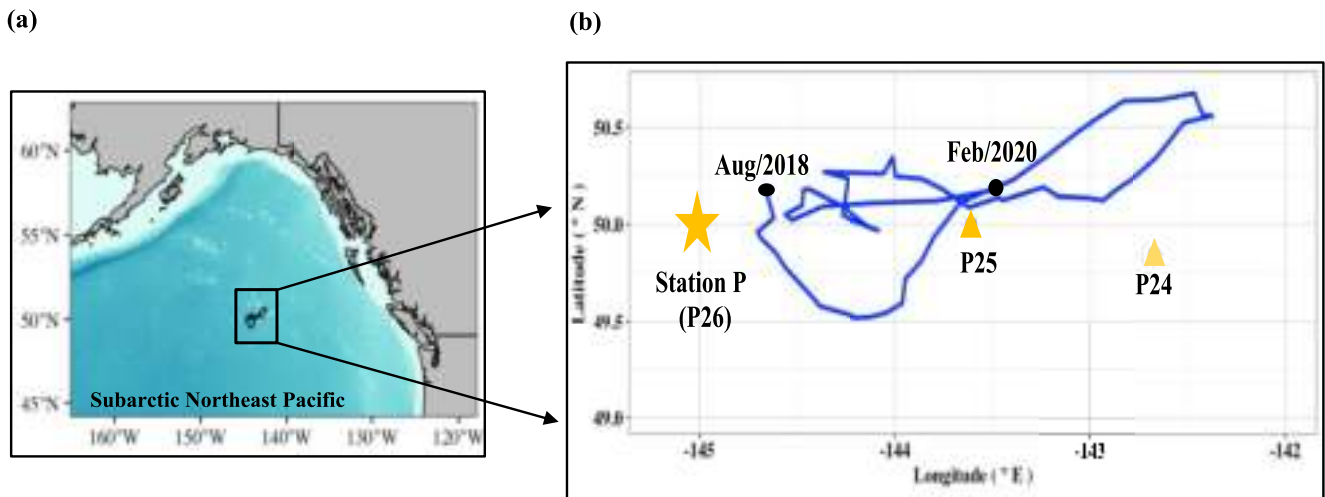 (a)
(b)
60°N
55°N
50°N
45°N
Subarctic Northeast Pacific
160°W
150°W
140°W
130°W
120°W
50.5
50.0
49.5
49.0
Latitude ( ° N )
Aug/2018
Feb/2020
Station P
(P26)
P25
P24
-145
-144
-143
-142
Longitude ( ° E )